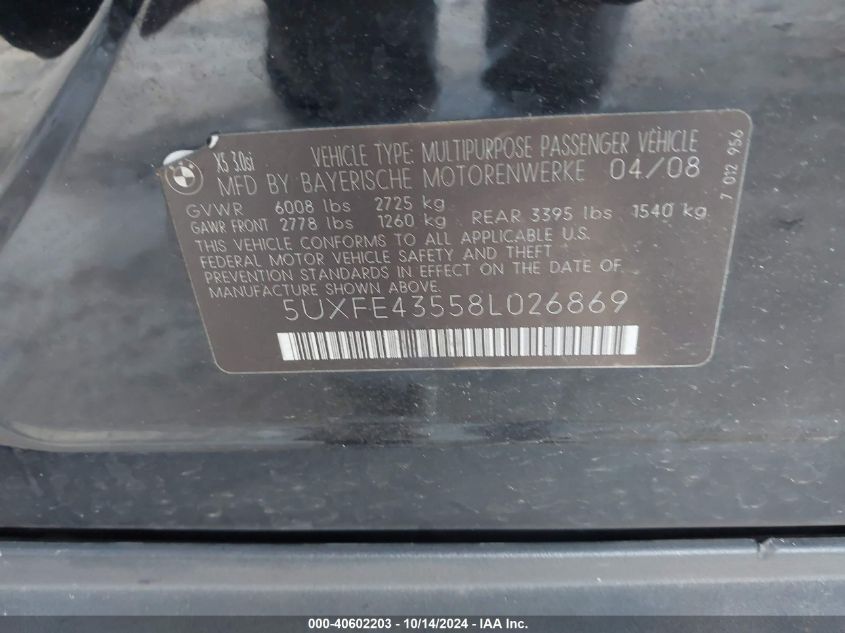 BMW
X5 3.0si VEHICLE TYPE: MULTIPURPOSE PASSENGER VEHICLE
MFD BY BAYERISCHE MOTORENWERKE 04/08
GVWR 6008 lbs 2725 kg
GAWR FRONT 2778 lbs 1260 kg REAR 3395 lbs 1540 kg
THIS VEHICLE CONFORMS TO ALL APPLICABLE U.S.
FEDERAL MOTOR VEHICLE SAFETY AND THEFT
PREVENTION STANDARDS IN EFFECT ON THE DATE OF
MANUFACTURE SHOWN ABOVE.
5UXFE43558L026869
7 012 956
000-40602203 - 10/14/2024 - IAA Inc.